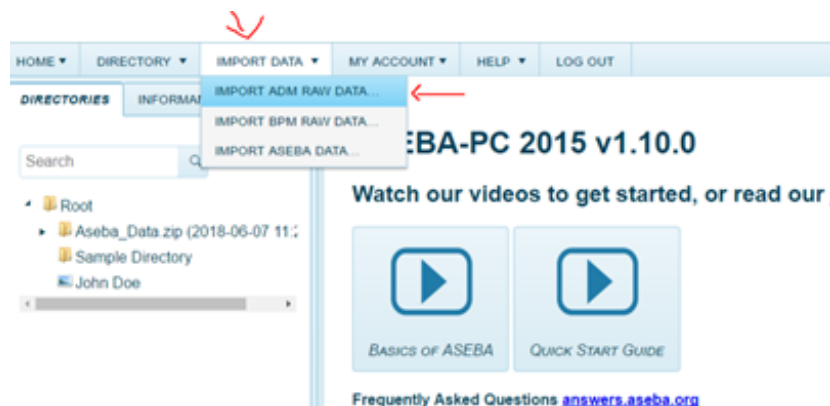 HOME ▾ DIRECTORY ▾ IMPORT DATA ▾ MY ACCOUNT ▾ HELP ▾ LOG OUT
DIRECTORIES
IMPORT ADM RAW DATA...
IMPORT BPM RAW DATA...
IMPORT ASEBA DATA...
Search
Root
Aseba_Data.zip (2018-06-07
Sample Directory
John Doe
EBA-PC 2015 v1.10.0
Watch our videos to get started, or read our
BASICS OF ASEBA
QUICK START GUIDE
Frequently Asked Questions answers.aseba.org